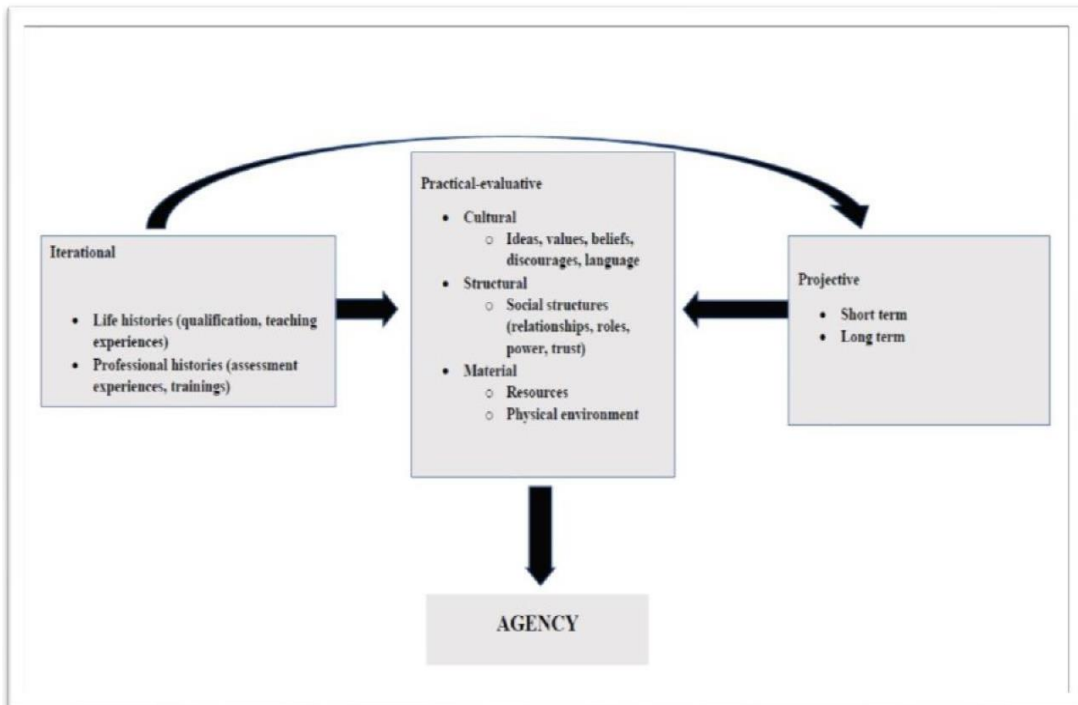 Iterational
• Life histories (qualification, teaching
experiences)
• Professional histories (assessment
experiences, trainings)
Practical-evaluative
• Cultural
○ Ideas, values, beliefs,
discourages, language
• Structural
○ Social structures
(relationships, roles,
power, trust)
• Material
○ Resources
○ Physical environment
Projective
• Short term
• Long term
AGENCY